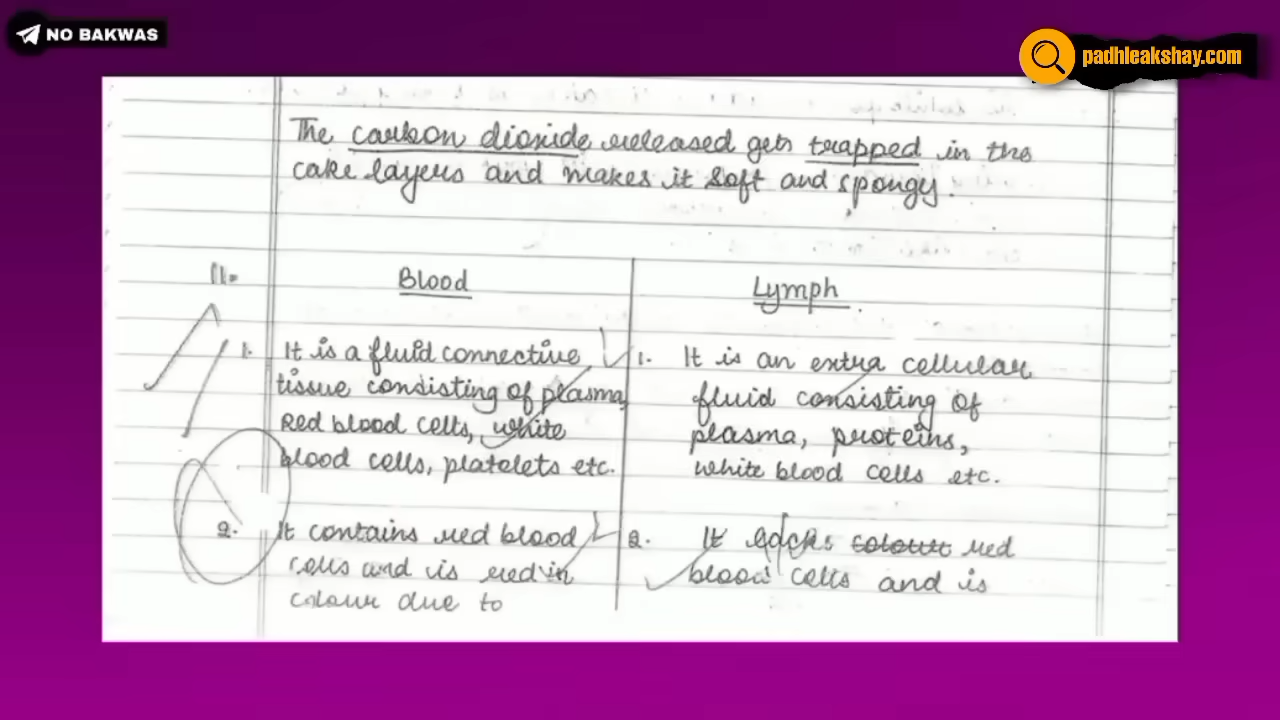 NO BAKWAS
padhleakshay.com
The carbon dioxide released gets trapped in the
cake layers and makes it soft and spongy.
11.
Blood
Lymph
1. It is a fluid connective
tissue consisting of plasma,
red blood cells, white
blood cells, platelets etc.
1. It is an extra cellular
fluid consisting of
plasma, proteins,
white blood cells etc.
2. It contains red blood
cells and is red in
colour due to
2. It lacks colour red
blood cells and is